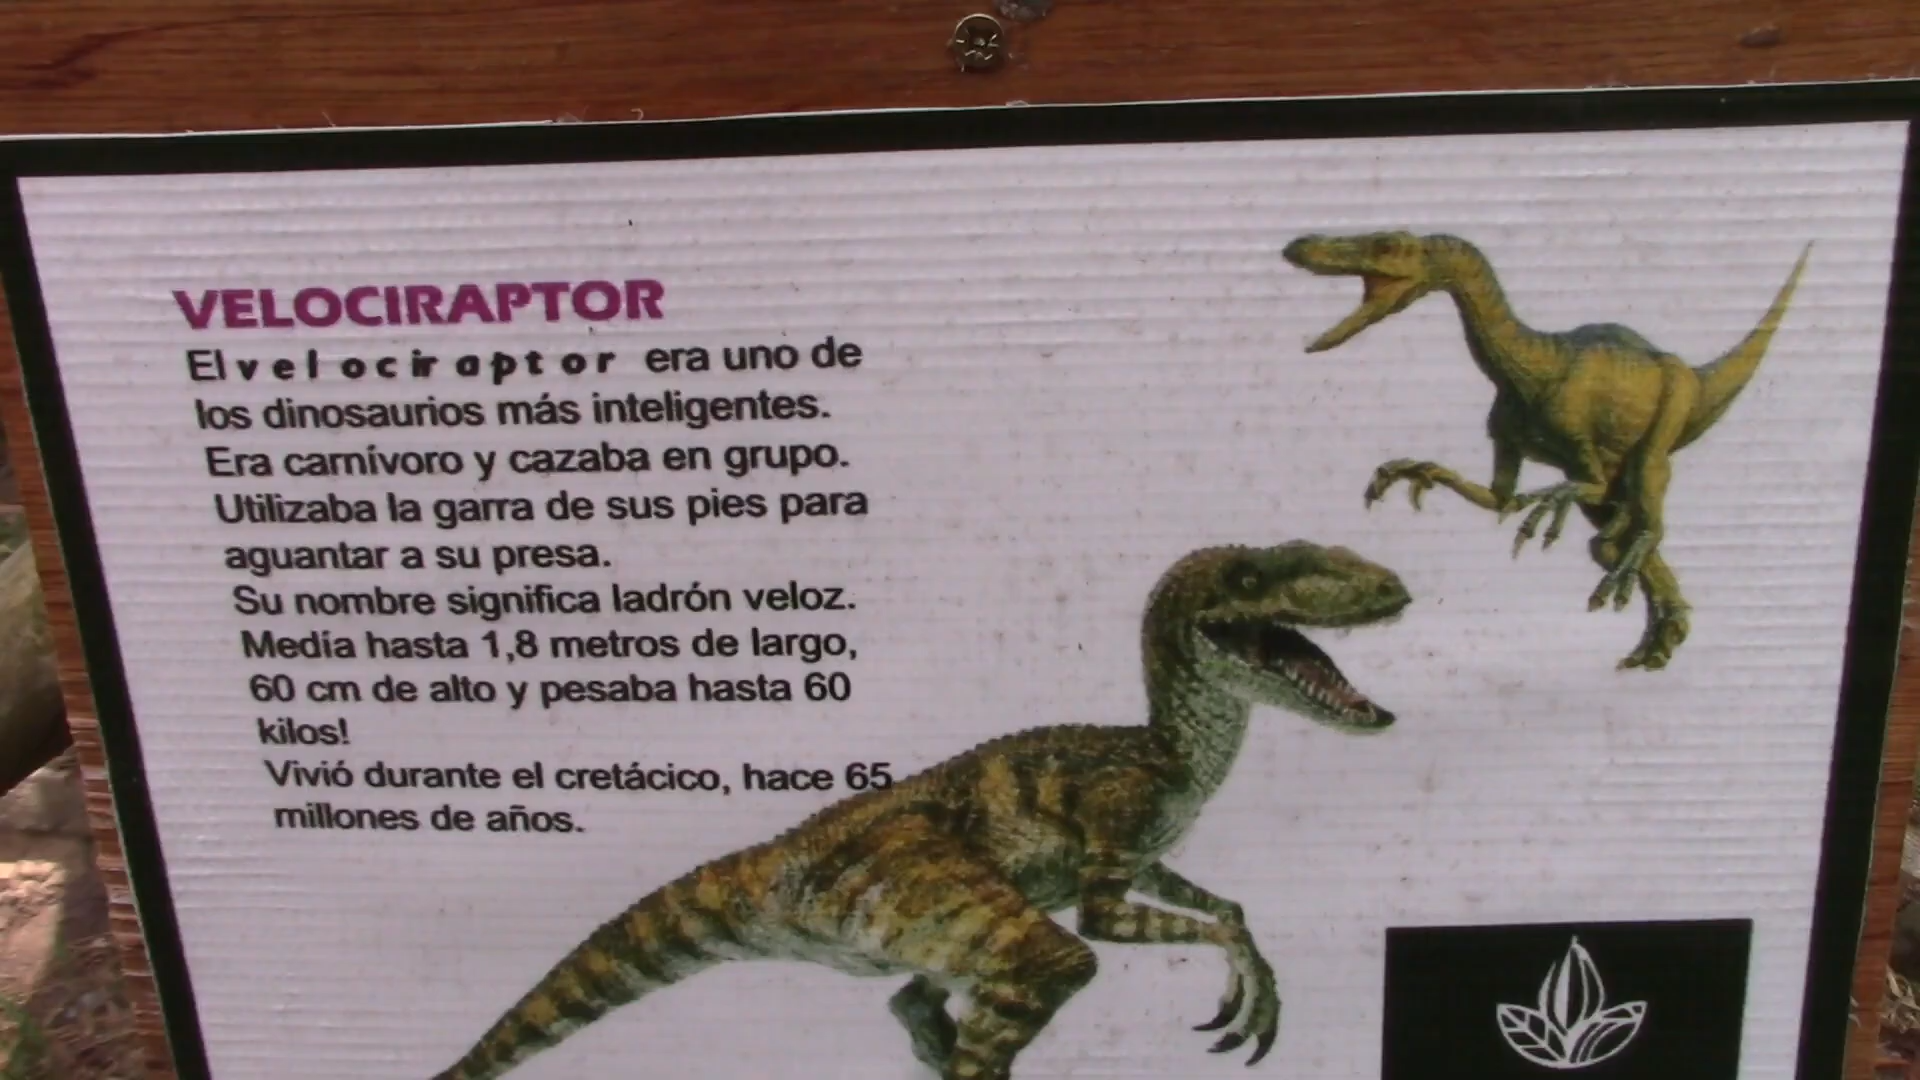 VELOCIRAPTOR
El velociraptor era uno de
los dinosaurios más inteligentes.
Era carnívoro y cazaba en grupo.
Utilizaba la garra de sus pies para
aguantar a su presa.
Su nombre significa ladrón veloz.
Medía hasta 1,8 metros de largo,
60 cm de alto y pesaba hasta 60
kilos!
Vivió durante el cretácico, hace 65
millones de años.